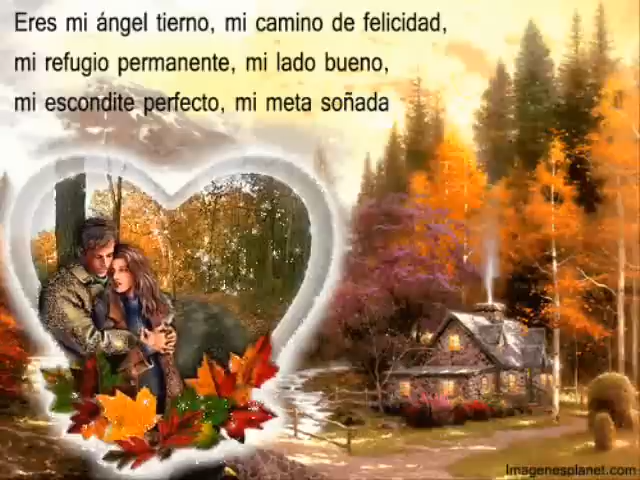 Eres mi ángel tierno, mi camino de felicidad,
mi refugio permanente, mi lado bueno,
mi escondite perfecto, mi meta soñada
Imagenesplanet.com